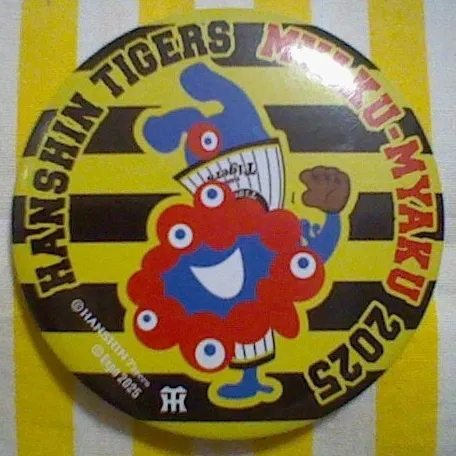 HANSHIN TIGERS MYAKU-MYAKU 2025
Tigers
©HANSHIN Tigers
©Expo 2025